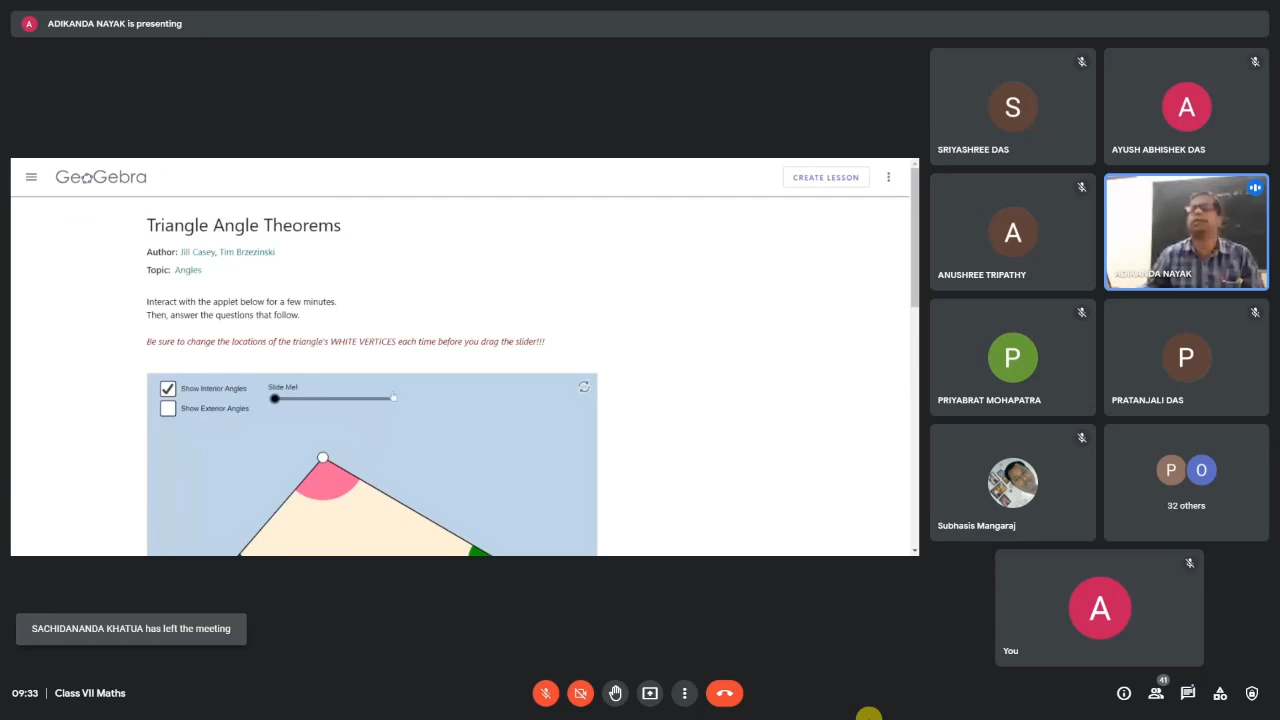 A
ADIKANDA NAYAK is presenting
GeoGebra
CREATE LESSON
Triangle Angle Theorems
Author: Jill Casey, Tim Brzezinski
Topic: Angles
Interact with the applet below for a few minutes.
Then, answer the questions that follow.
Be sure to change the locations of the triangle's WHITE VERTICES each time before you drag the slider!!!
Show Interior Angles
Slide Me!
Show Exterior Angles
S
SRIYASHREE DAS
A
AYUSH ABHISHEK DAS
A
ANUSHREE TRIPATHY
ADIKANDA NAYAK
P
PRIYABRAT MOHAPATRA
P
PRATANJALI DAS
Subhasis Mangaraj
P O
32 others
A
You
SACHIDANANDA KHATUA has left the meeting
09:33 | Class VII Maths
41